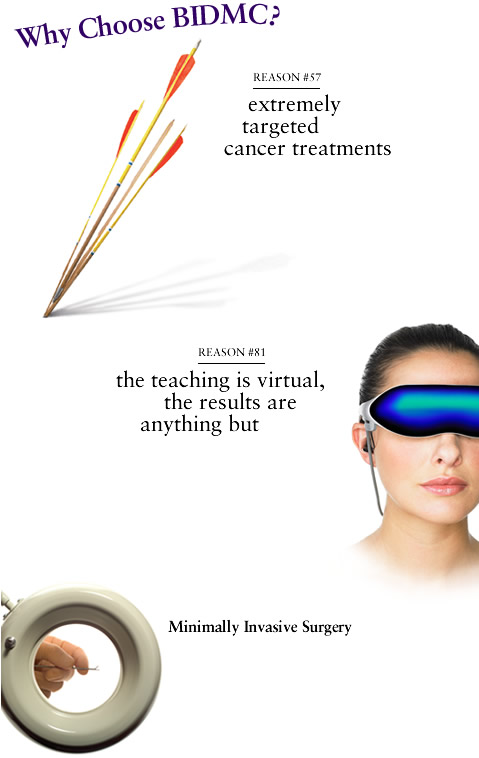 Why Choose BIDMC?
REASON #57
extremely
targeted
cancer treatments
REASON #81
the teaching is virtual,
the results are
anything but
Minimally Invasive Surgery